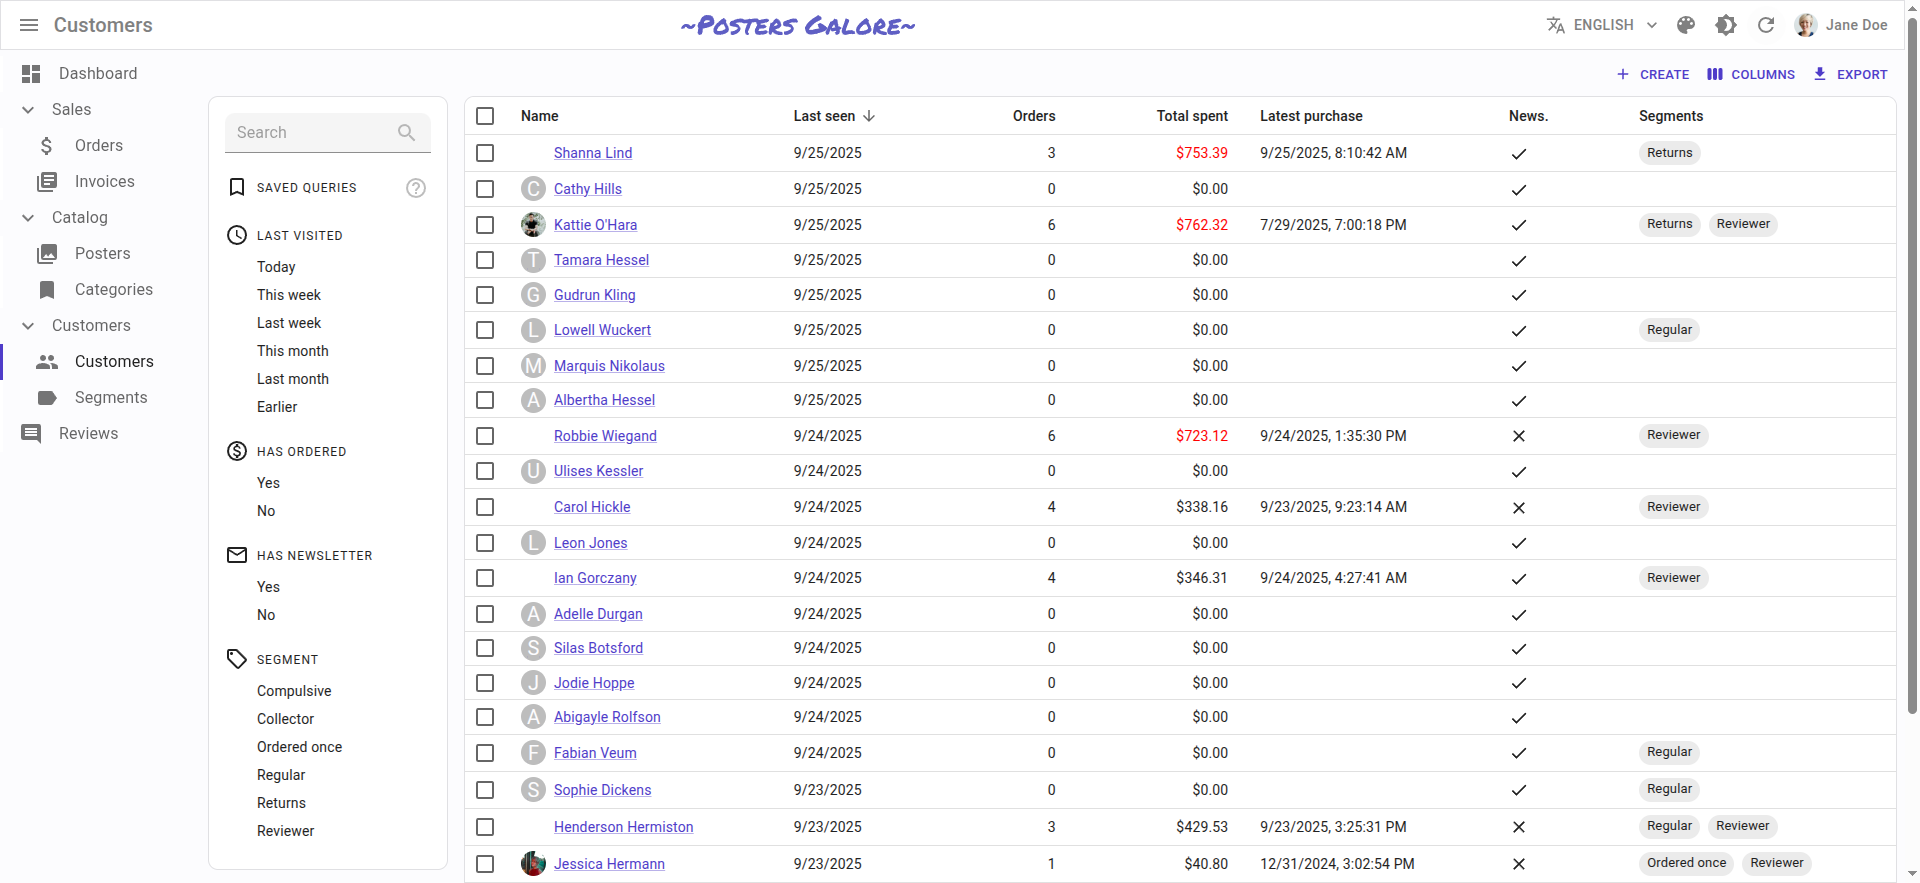 Customers
~Posters Galore~
ENGLISH
Jane Doe
Dashboard
Sales
Orders
Invoices
Catalog
Posters
Categories
Customers
Customers
Segments
Reviews
CREATE
COLUMNS
EXPORT
Search
SAVED QUERIES
?
LAST VISITED
Today
This week
Last week
This month
Last month
Earlier
HAS ORDERED
Yes
No
HAS NEWSLETTER
Yes
No
SEGMENT
Compulsive
Collector
Ordered once
Regular
Returns
Reviewer
Name Last seen Orders Total spent Latest purchase News. Segments
Shanna Lind 9/25/2025 3 $753.39 9/25/2025, 8:10:42 AM Returns
C Cathy Hills 9/25/2025 0 $0.00
Kattie O'Hara 9/25/2025 6 $762.32 7/29/2025, 7:00:18 PM Returns Reviewer
T Tamara Hessel 9/25/2025 0 $0.00
G Gudrun Kling 9/25/2025 0 $0.00
L Lowell Wuckert 9/25/2025 0 $0.00 Regular
M Marquis Nikolaus 9/25/2025 0 $0.00
A Albertha Hessel 9/25/2025 0 $0.00
Robbie Wiegand 9/24/2025 6 $723.12 9/24/2025, 1:35:30 PM Reviewer
U Ulises Kessler 9/24/2025 0 $0.00
Carol Hickle 9/24/2025 4 $338.16 9/23/2025, 9:23:14 AM Reviewer
L Leon Jones 9/24/2025 0 $0.00
Ian Gorczany 9/24/2025 4 $346.31 9/24/2025, 4:27:41 AM Reviewer
A Adelle Durgan 9/24/2025 0 $0.00
S Silas Botsford 9/24/2025 0 $0.00
J Jodie Hoppe 9/24/2025 0 $0.00
A Abigayle Rolfson 9/24/2025 0 $0.00
F Fabian Veum 9/24/2025 0 $0.00 Regular
S Sophie Dickens 9/23/2025 0 $0.00 Regular
Henderson Hermiston 9/23/2025 3 $429.53 9/23/2025, 3:25:31 PM Regular Reviewer
Jessica Hermann 9/23/2025 1 $40.80 12/31/2024, 3:02:54 PM Ordered once Reviewer